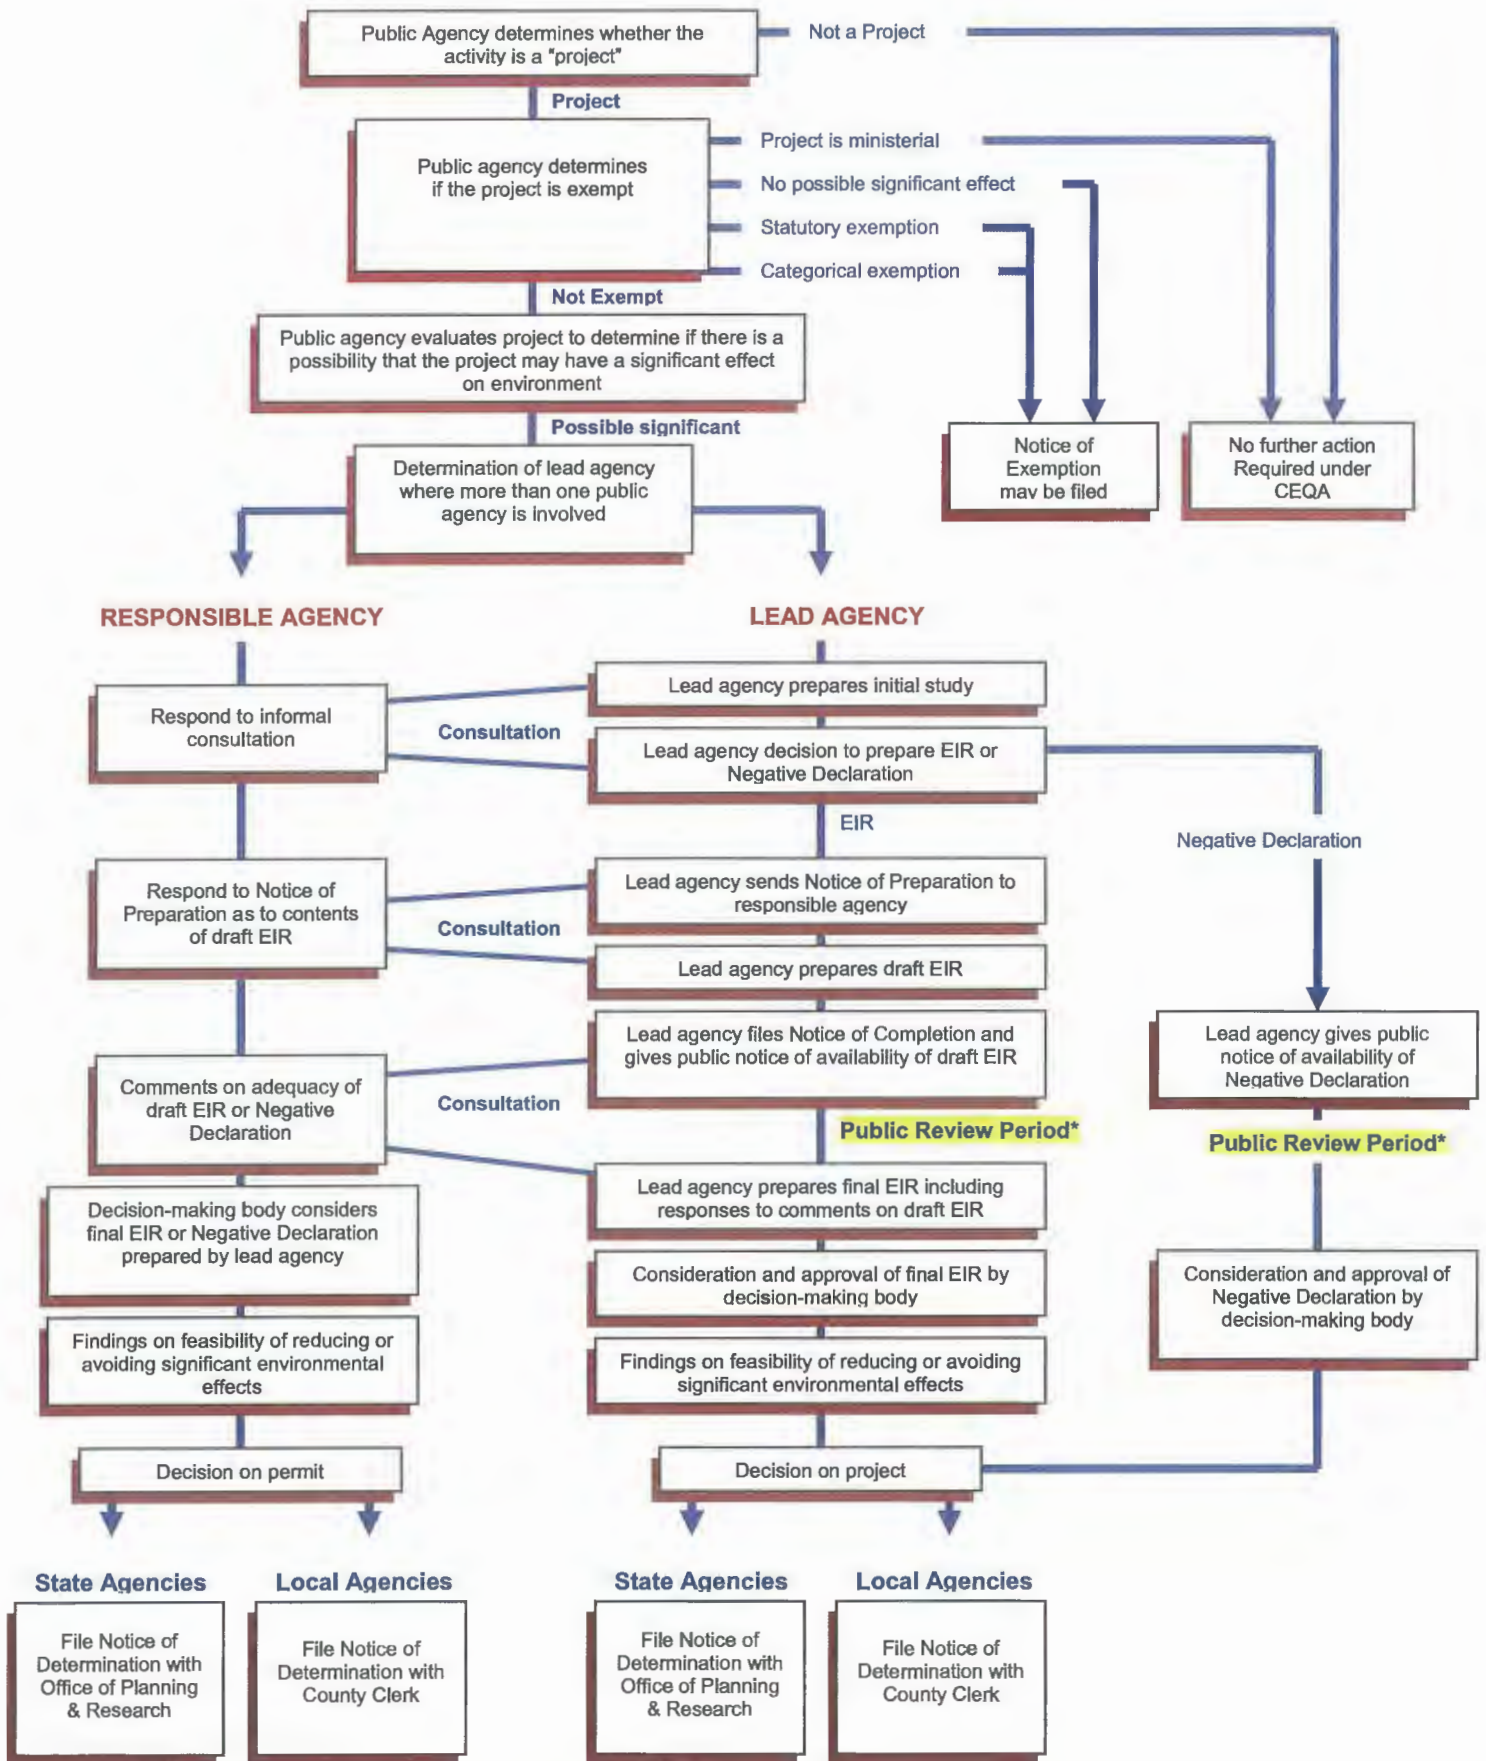 Public Agency determines whether the
activity is a "project"
Not a Project
Project
Public agency determines
if the project is exempt
Project is ministerial
No possible significant effect
Statutory exemption
Categorical exemption
Not Exempt
Public agency evaluates project to determine if there is a
possibility that the project may have a significant effect
on environment
Possible significant
Determination of lead agency
where more than one public
agency is involved
Notice of
Exemption
may be filed
No further action
Required under
CEQA
RESPONSIBLE AGENCY
LEAD AGENCY
Respond to informal
consultation
Consultation
Lead agency prepares initial study
Lead agency decision to prepare EIR or
Negative Declaration
EIR
Negative Declaration
Respond to Notice of
Preparation as to contents
of draft EIR
Consultation
Lead agency sends Notice of Preparation to
responsible agency
Lead agency prepares draft EIR
Lead agency files Notice of Completion and
gives public notice of availability of draft EIR
Lead agency gives public
notice of availability of
Negative Declaration
Comments on adequacy of
draft EIR or Negative
Declaration
Consultation
Public Review Period*
Public Review Period*
Decision-making body considers
final EIR or Negative Declaration
prepared by lead agency
Lead agency prepares final EIR including
responses to comments on draft EIR
Consideration and approval of final EIR by
decision-making body
Consideration and approval of
Negative Declaration by
decision-making body
Findings on feasibility of reducing or
avoiding significant environmental
effects
Findings on feasibility of reducing or avoiding
significant environmental effects
Decision on permit
Decision on project
State Agencies
Local Agencies
State Agencies
Local Agencies
File Notice of
Determination with
Office of Planning
& Research
File Notice of
Determination with
County Clerk
File Notice of
Determination with
Office of Planning
& Research
File Notice of
Determination with
County Clerk